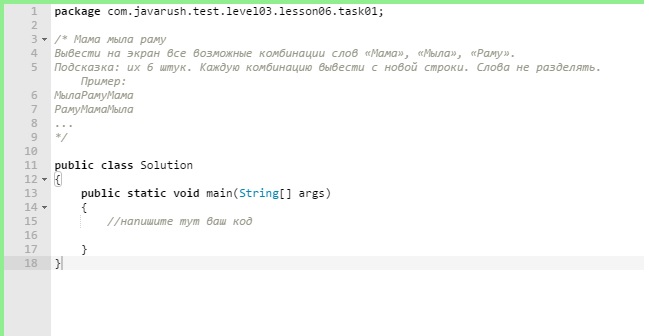 1 package com.javarush.test.level03.lesson06.task01;
2
3 /* Мама мыла раму
4 Вывести на экран все возможные комбинации слов «Мама», «Мыла», «Раму».
5 Подсказка: их 6 штук. Каждую комбинацию вывести с новой строки. Слова не разделять.
Пример:
6 МылаРамуМама
7 РамуМамаМыла
8 ...
9 */
10
11 public class Solution
12 {
13 public static void main(String[] args)
14 {
15 //напишите тут ваш код
16
17 }
18 }